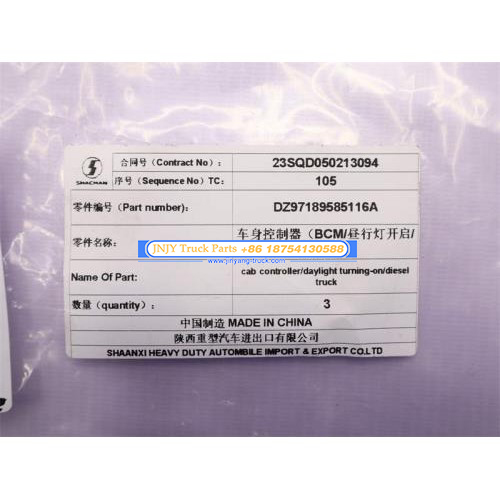 SHACMAN
合同号（Contract No）：
23SQD050213094
序号（Sequence No）TC:
105
零件编号（Part number）:
DZ97189585116A
零件名称：
车身控制器（BCM/昼行灯开启/
JNJY Truck Parts +86 18754130588
www.jinyang-truck.com
Name Of Part:
cab controller/daylight turning-on/diesel
truck
数量（quantity）：
3
中国制造 MADE IN CHINA
陕西重型汽车进出口有限公司
SHAANXI HEAVY DUTY AUTOMBILE IMPORT & EXPORT CO.LTD